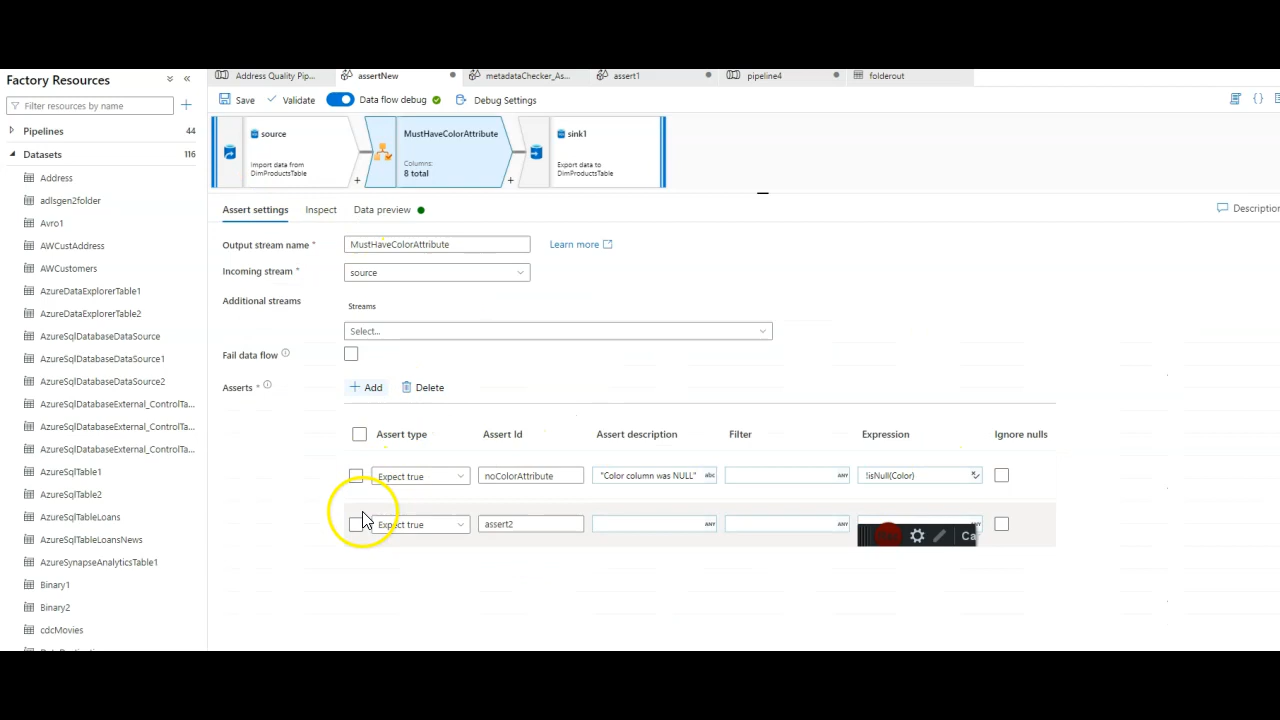 Factory Resources
Filter resources by name
Pipelines 44
Datasets 116
Address
adlsgen2folder
Avro1
AWCustAddress
AWCustomers
AzureDataExplorerTable1
AzureDataExplorerTable2
AzureSqlDatabaseDataSource
AzureSqlDatabaseDataSource1
AzureSqlDatabaseDataSource2
AzureSqlDatabaseExternal_ControlTa...
AzureSqlDatabaseExternal_ControlTa...
AzureSqlDatabaseExternal_ControlTa...
AzureSqlTable1
AzureSqlTable2
AzureSqlTableLoans
AzureSqlTableLoansNews
AzureSynapseAnalyticsTable1
Binary1
Binary2
cdcMovies
Address Quality Pip... assertNew metadataChecker_As... assert1 pipeline4 folderout
Save Validate Data flow debug Debug Settings
source
Import data from
DimProductsTable
MustHaveColorAttribute
Columns:
8 total
sink1
Export data to
DimProductsTable
Assert settings Inspect Data preview Description
Output stream name * MustHaveColorAttribute Learn more
Incoming stream * source
Additional streams Streams
Select...
Fail data flow
Asserts * Add Delete
Assert type Assert Id Assert description Filter Expression Ignore nulls
Expect true noColorAttribute "Color column was NULL" abc ANY !isNull(Color)
Expect true assert2 ANY ANY ANY
Ca